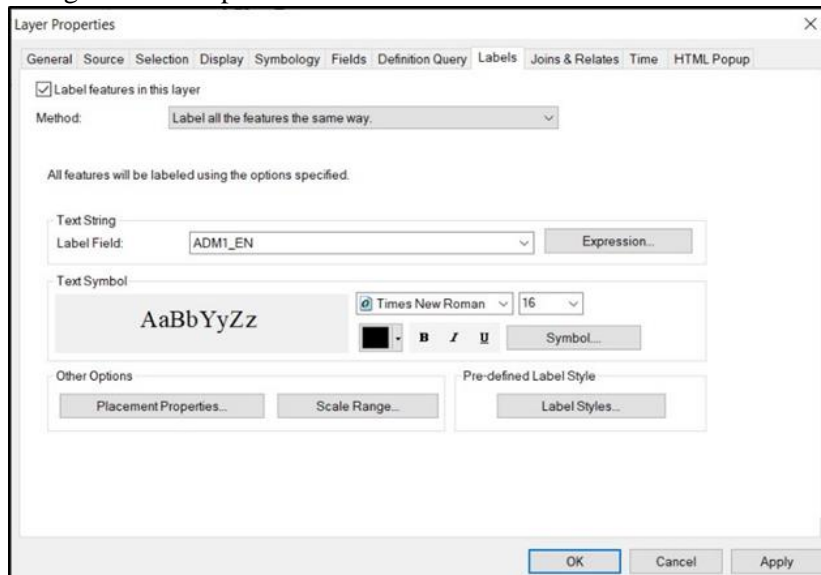 Layer Properties
General Source Selection Display Symbology Fields Definition Query Labels Joins & Relates Time HTML Popup
Label features in this layer
Method: Label all the features the same way.
All features will be labeled using the options specified.
Text String
Label Field: ADM1_EN Expression...
Text Symbol
AaBbYyZz
Times New Roman 16
B I U Symbol...
Other Options Pre-defined Label Style
Placement Properties... Scale Range... Label Styles...
OK Cancel Apply